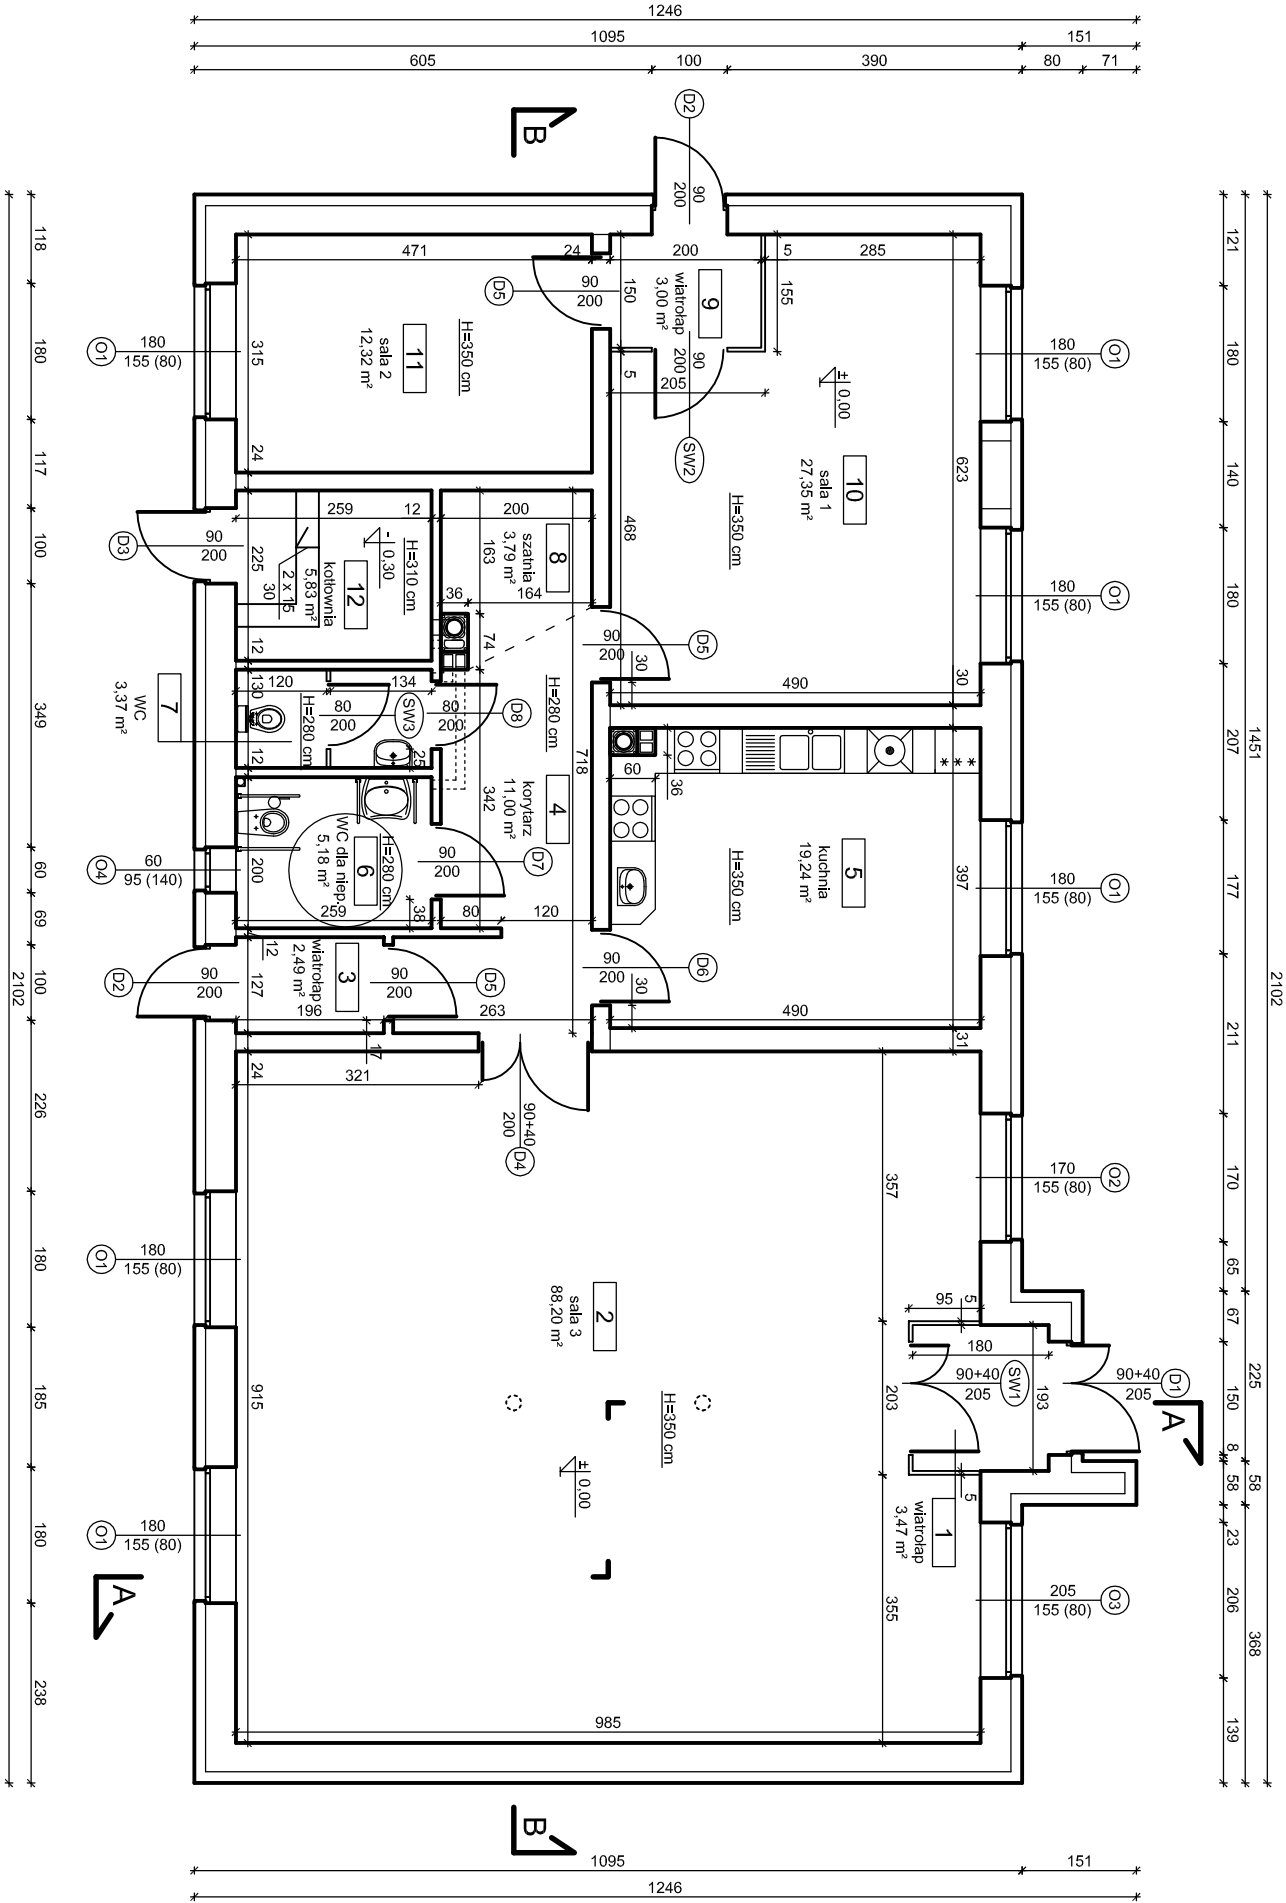 1246
1095
151
605
100
390
80
71
B
D2
90
200
2102
1451
225
58
368
121
180
140
180
207
177
211
170
65
67
150
8
58
23
206
139
471
24
200
5
285
150
155
90
200
D5
9
wiatrołap
3,00 m²
90
200
5
205
SW2
H=350 cm
11
sala 2
12,32 m²
315
24
± 0,00
10
sala 1
27,35 m²
H=350 cm
623
468
180
155 (80)
O1
180
155 (80)
O1
180
155 (80)
O1
259
12
200
- 0,30
H=310 cm
12
kotłownia
5,83 m²
2 x 15
30
225
12
8
szatnia
3,79 m²
163
36
164
74
90
200
D3
90
200
D5
30
490
30
120
134
130
80
200
SW3
80
200
D8
H=280 cm
12
25
7
WC
3,37 m²
H=280 cm
718
4
korytarz
11,00 m²
342
60
36
***
5
kuchnia
19,24 m²
H=350 cm
397
180
155 (80)
O1
6
WC dla niep.
5,18 m²
H=280 cm
200
90
200
D7
60
95 (140)
O4
259
38
80
120
12
3
wiatrołap
2,49 m²
127
90
200
D2
90
200
D5
90
200
D6
30
196
263
490
17
31
24
321
90+40
200
D4
357
170
155 (80)
O2
180
155 (80)
O1
2
sala 3
88,20 m²
95
5
180
90+40
205
SW1
90+40
205
D1
A
203
193
H=350 cm
915
± 0,00
5
1
wiatrołap
3,47 m²
180
155 (80)
O1
A
205
155 (80)
O3
355
985
118
180
117
100
349
60
69
100
226
180
185
180
238
2102
B
1095
151
1246